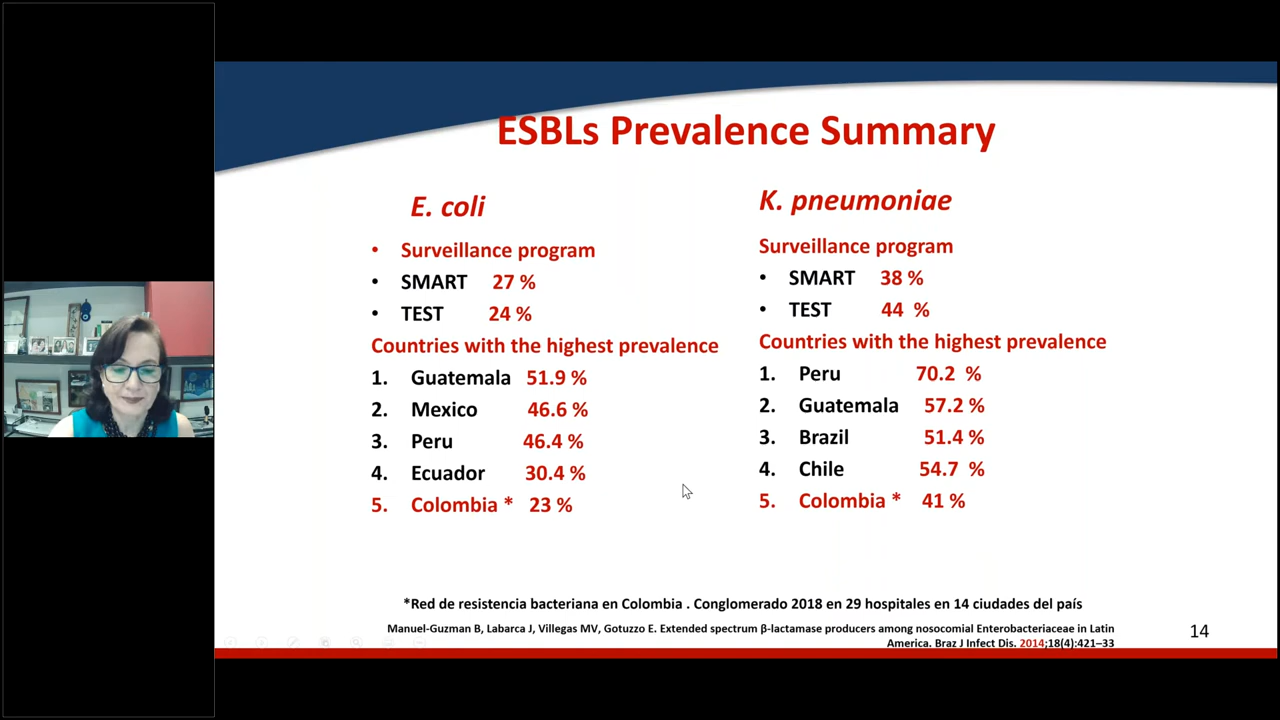 ESBLs Prevalence Summary
E. coli
• Surveillance program
• SMART 27 %
• TEST 24 %
Countries with the highest prevalence
1. Guatemala 51.9 %
2. Mexico 46.6 %
3. Peru 46.4 %
4. Ecuador 30.4 %
5. Colombia * 23 %
K. pneumoniae
Surveillance program
• SMART 38 %
• TEST 44 %
Countries with the highest prevalence
1. Peru 70.2 %
2. Guatemala 57.2 %
3. Brazil 51.4 %
4. Chile 54.7 %
5. Colombia * 41 %
*Red de resistencia bacteriana en Colombia . Conglomerado 2018 en 29 hospitales en 14 ciudades del país
Manuel-Guzman B, Labarca J, Villegas MV, Gotuzzo E. Extended spectrum β-lactamase producers among nosocomial Enterobacteriaceae in Latin
America. Braz J Infect Dis. 2014;18(4):421–33
14